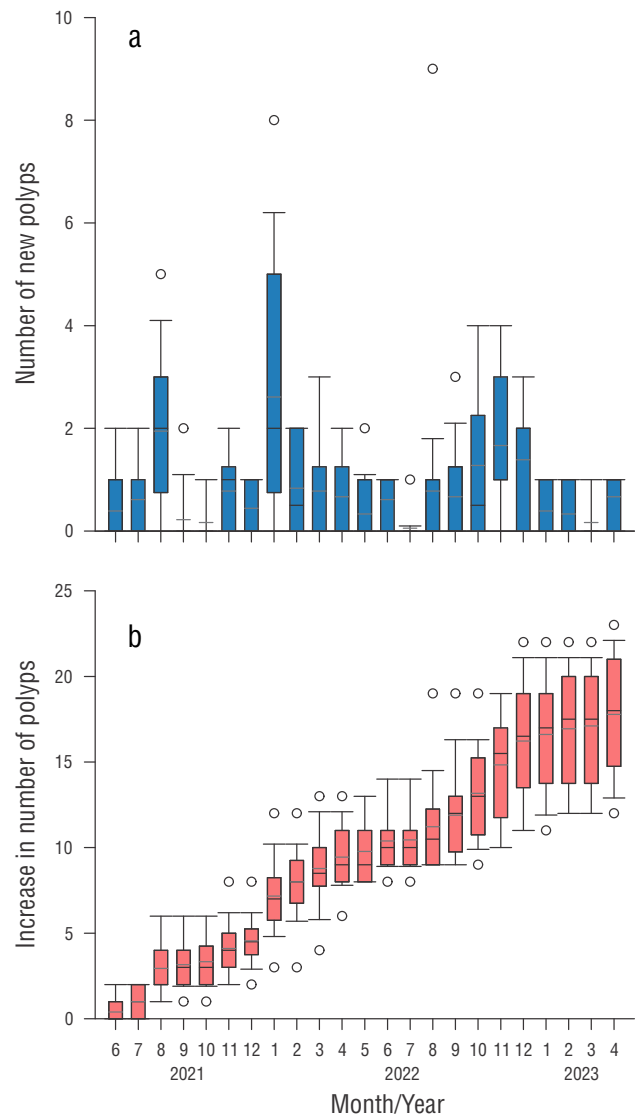 a
Number of new polyps
10
8
6
4
2
0
b
Increase in number of polyps
25
20
15
10
5
0
6 7 8 9 10 11 12 1 2 3 4 5 6 7 8 9 10 11 12 1 2 3 4
2021 2022 2023
Month/Year